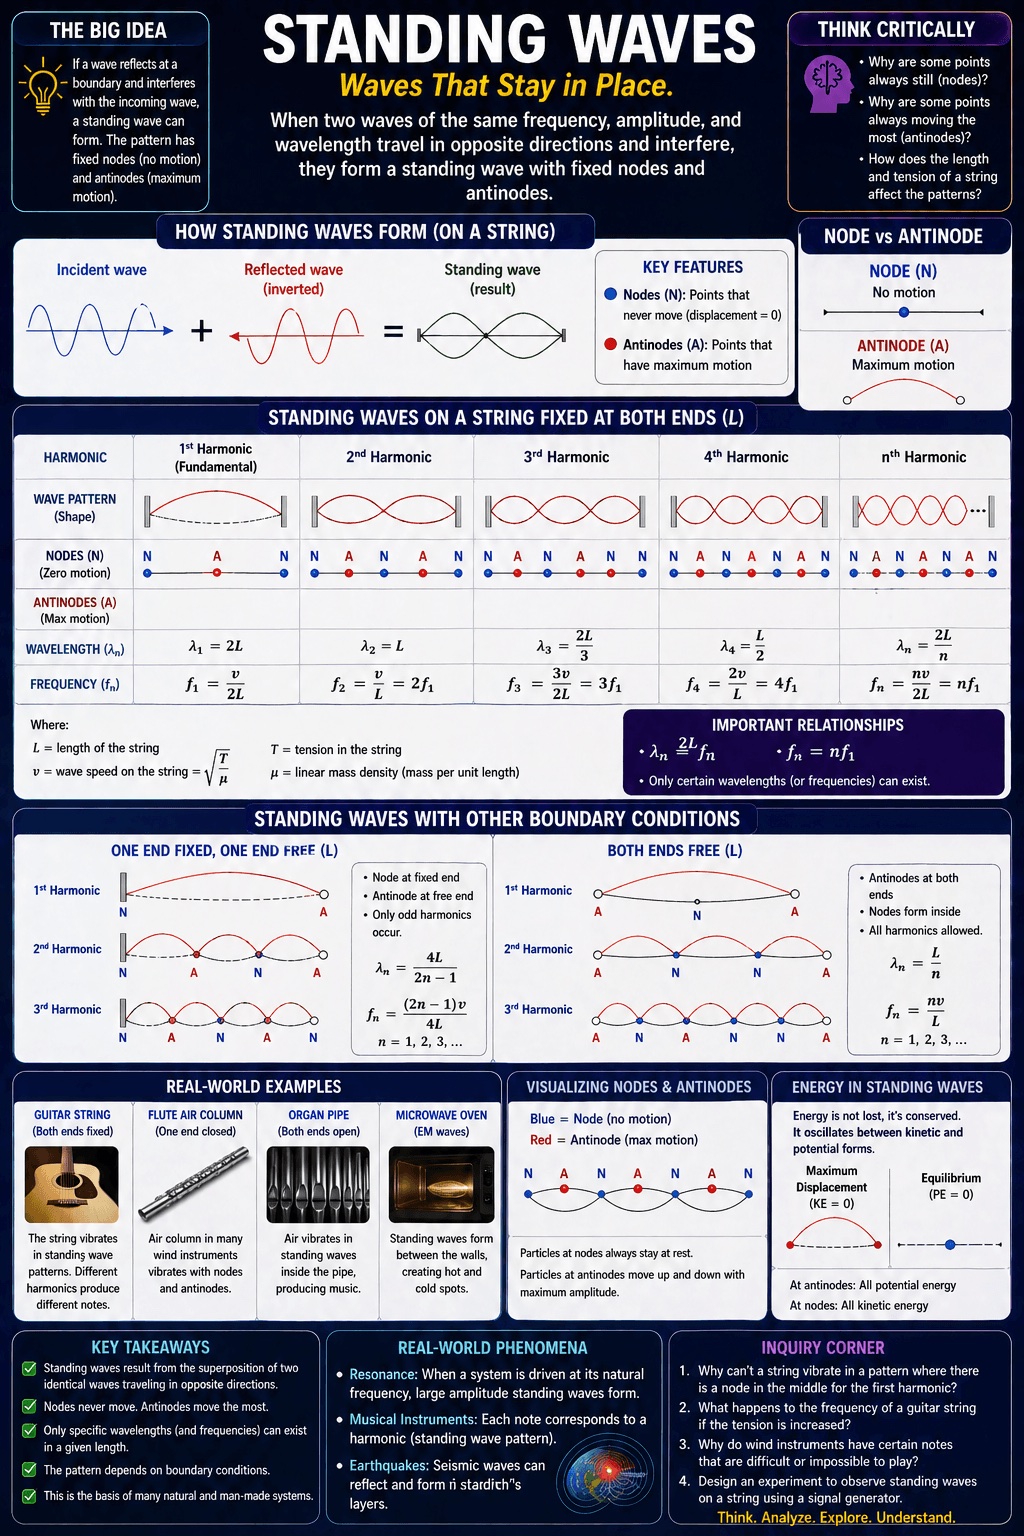 THE BIG IDEA
If a wave reflects at a
boundary and interferes
with the incoming wave,
a standing wave can
form. The pattern has
fixed nodes (no motion)
and antinodes (maximum
motion).
STANDING WAVES
Waves That Stay in Place.
When two waves of the same frequency, amplitude, and
wavelength travel in opposite directions and interfere,
they form a standing wave with fixed nodes and
antinodes.
THINK CRITICALLY
• Why are some points
always still (nodes)?
• Why are some points
always moving the
most (antinodes)?
• How does the length
and tension of a string
affect the patterns?
HOW STANDING WAVES FORM (ON A STRING)
Incident wave
+
Reflected wave
(inverted)
=
Standing wave
(result)
KEY FEATURES
Nodes (N): Points that
never move (displacement = 0)
Antinodes (A): Points that
have maximum motion
NODE vs ANTINODE
NODE (N)
No motion
ANTINODE (A)
Maximum motion
STANDING WAVES ON A STRING FIXED AT BOTH ENDS (L)
HARMONIC
1st Harmonic
(Fundamental)
2nd Harmonic
3rd Harmonic
4th Harmonic
nth Harmonic
WAVE PATTERN
(Shape)
...
NODES (N)
(Zero motion)
N A N
N A N A N
N A N A N A N
N A N A N A N
N A N A N A N
ANTINODES (A)
(Max motion)
WAVELENGTH (λn)
λ1 = 2L
λ2 = L
λ3 = 2L/3
λ4 = L/2
λn = 2L/n
FREQUENCY (fn)
f1 = v/2L
f2 = v/L = 2f1
f3 = 3v/2L = 3f1
f4 = 2v/L = 4f1
fn = nv/2L = nf1
Where:
L = length of the string
v = wave speed on the string = √T/μ
T = tension in the string
μ = linear mass density (mass per unit length)
IMPORTANT RELATIONSHIPS
• λn = 2L fn
• fn = nf1
• Only certain wavelengths (or frequencies) can exist.
STANDING WAVES WITH OTHER BOUNDARY CONDITIONS
ONE END FIXED, ONE END FREE (L)
1st Harmonic
N A
2nd Harmonic
N A N A
3rd Harmonic
N A N A N
• Node at fixed end
• Antinode at free end
• Only odd harmonics
occur.
λn = 4L/2n − 1
fn = (2n − 1)v/4L
n = 1, 2, 3, ...
BOTH ENDS FREE (L)
1st Harmonic
A N A
2nd Harmonic
A N N A
3rd Harmonic
A N A N N A
• Antinodes at both
ends
• Nodes form inside
• All harmonics allowed.
λn = L/n
fn = nv/L
n = 1, 2, 3, ...
REAL-WORLD EXAMPLES
GUITAR STRING
(Both ends fixed)
The string vibrates
in standing wave
patterns. Different
harmonics produce
different notes.
FLUTE AIR COLUMN
(One end closed)
Air column in many
wind instruments
vibrates with nodes
and antinodes.
ORGAN PIPE
(Both ends open)
Air vibrates in
standing waves
inside the pipe,
producing music.
MICROWAVE OVEN
(EM waves)
Standing waves form
between the walls,
creating hot and
cold spots.
VISUALIZING NODES & ANTINODES
Blue = Node (no motion)
Red = Antinode (max motion)
N A N A N A N
Particles at nodes always stay at rest.
Particles at antinodes move up and down with
maximum amplitude.
ENERGY IN STANDING WAVES
Energy is not lost, it's conserved.
It oscillates between kinetic and
potential forms.
Maximum
Displacement
(KE = 0)
Equilibrium
(PE = 0)
At antinodes: All potential energy
At nodes: All kinetic energy
KEY TAKEAWAYS
Standing waves result from the superposition of two
identical waves traveling in opposite directions.
Nodes never move. Antinodes move the most.
Only specific wavelengths (and frequencies) can exist
in a given length.
The pattern depends on boundary conditions.
This is the basis of many natural and man-made systems.
REAL-WORLD PHENOMENA
• Resonance: When a system is driven at its natural
frequency, large amplitude standing waves form.
• Musical Instruments: Each note corresponds to a
harmonic (standing wave pattern).
• Earthquakes: Seismic waves can
reflect and form
layers.
INQUIRY CORNER
1. Why can't a string vibrate in a pattern where there
is a node in the middle for the first harmonic?
2. What happens to the frequency of a guitar string
if the tension is increased?
3. Why do wind instruments have certain notes
that are difficult or impossible to play?
4. Design an experiment to observe standing waves
on a string using a signal generator.
Think. Analyze. Explore. Understand.